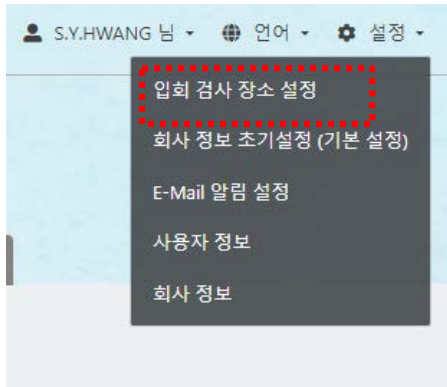 S.Y.HWANG 님 언어 설정
입회 검사 장소 설정
회사 정보 초기설정 (기본 설정)
E-Mail 알림 설정
사용자 정보
회사 정보